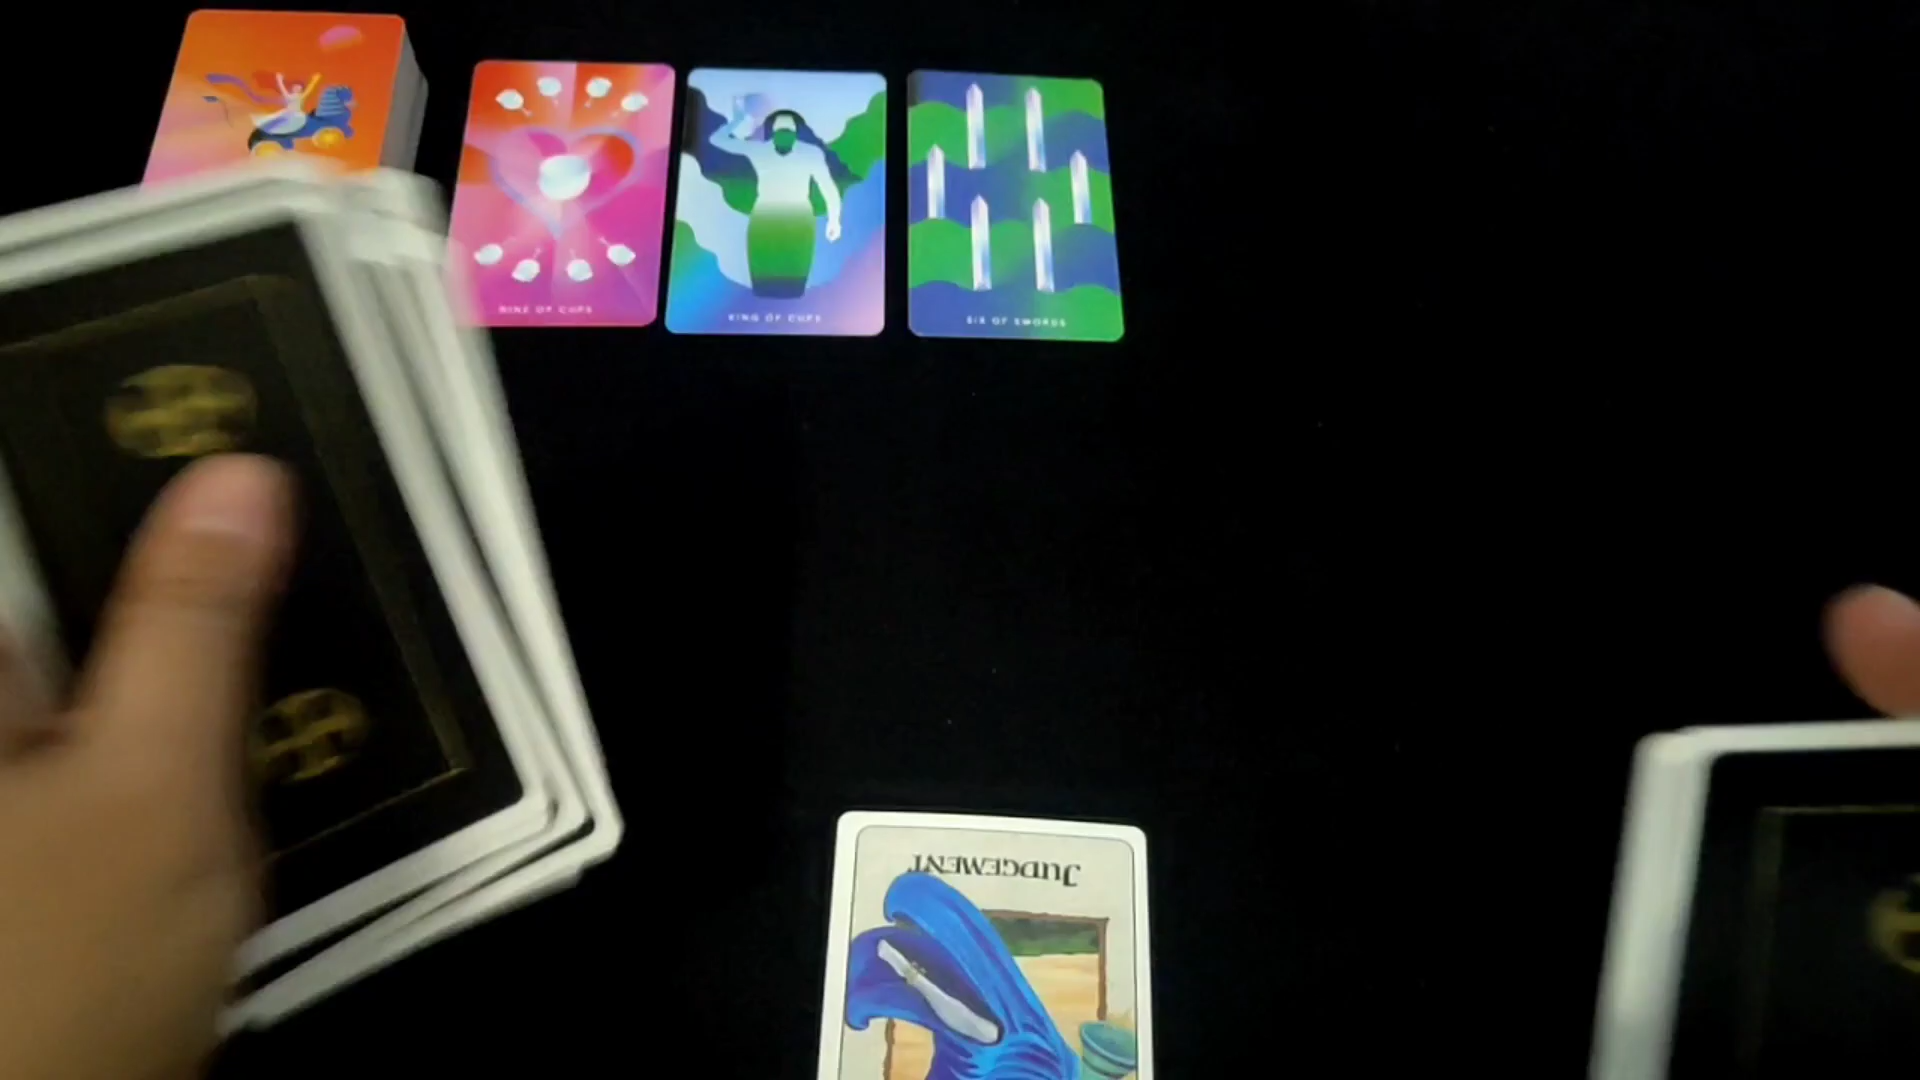 NINE OF CUPS
KING OF CUPS
SIX OF SWORDS
JUDGEMENT